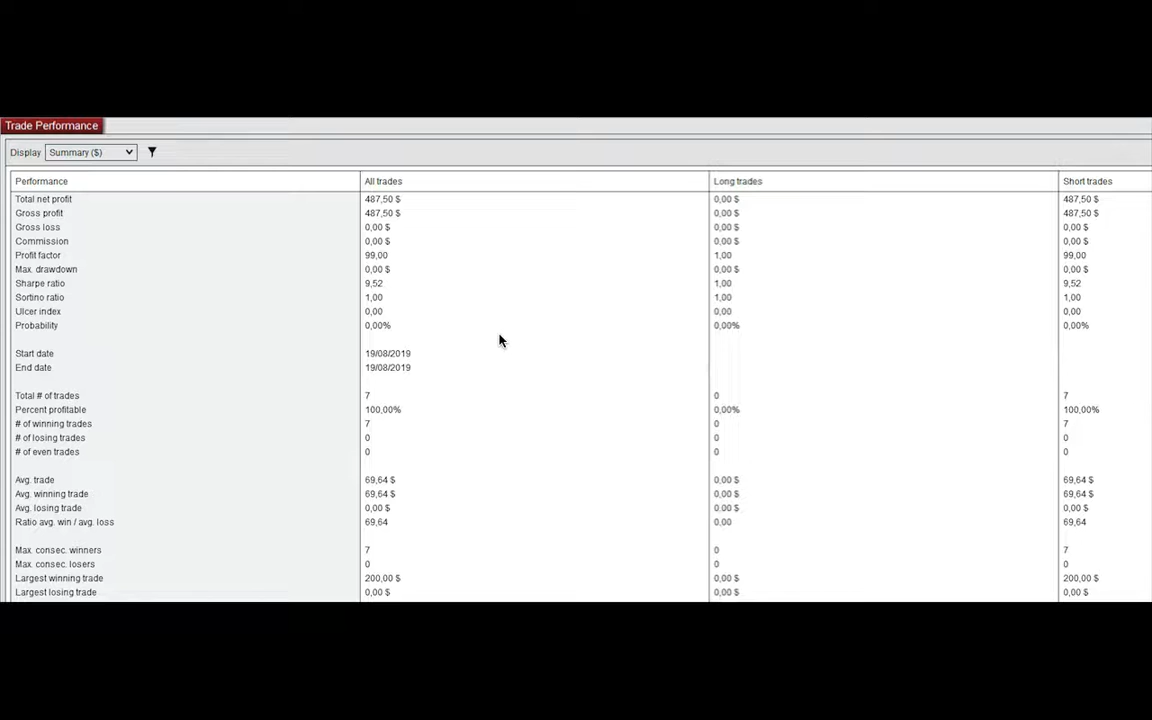 Trade Performance
Display Summary ($)
Performance All trades Long trades Short trades
Total net profit 487,50 $ 0,00 $ 487,50 $
Gross profit 487,50 $ 0,00 $ 487,50 $
Gross loss 0,00 $ 0,00 $ 0,00 $
Commission 0,00 $ 0,00 $ 0,00 $
Profit factor 99,00 1,00 99,00
Max. drawdown 0,00 $ 0,00 $ 0,00 $
Sharpe ratio 9,52 1,00 9,52
Sortino ratio 1,00 1,00 1,00
Ulcer index 0,00 0,00 0,00
Probability 0,00% 0,00% 0,00%
Start date 19/08/2019
End date 19/08/2019
Total # of trades 7 0 7
Percent profitable 100,00% 0,00% 100,00%
# of winning trades 7 0 7
# of losing trades 0 0 0
# of even trades 0 0 0
Avg. trade 69,64 $ 0,00 $ 69,64 $
Avg. winning trade 69,64 $ 0,00 $ 69,64 $
Avg. losing trade 0,00 $ 0,00 $ 0,00 $
Ratio avg. win / avg. loss 69,64 0,00 69,64
Max. consec. winners 7 0 7
Max. consec. losers 0 0 0
Largest winning trade 200,00 $ 0,00 $ 200,00 $
Largest losing trade 0,00 $ 0,00 $ 0,00 $